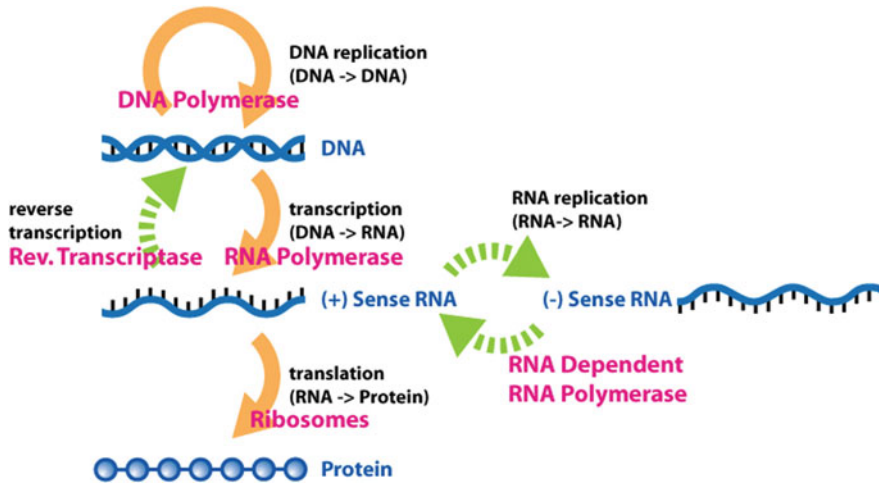 DNA replication
(DNA -> DNA)
DNA Polymerase
DNA
reverse
transcription
Rev. Transcriptase
transcription
(DNA -> RNA)
RNA Polymerase
RNA replication
(RNA-> RNA)
(+) Sense RNA
(-) Sense RNA
RNA Dependent
RNA Polymerase
translation
(RNA -> Protein)
Ribosomes
Protein